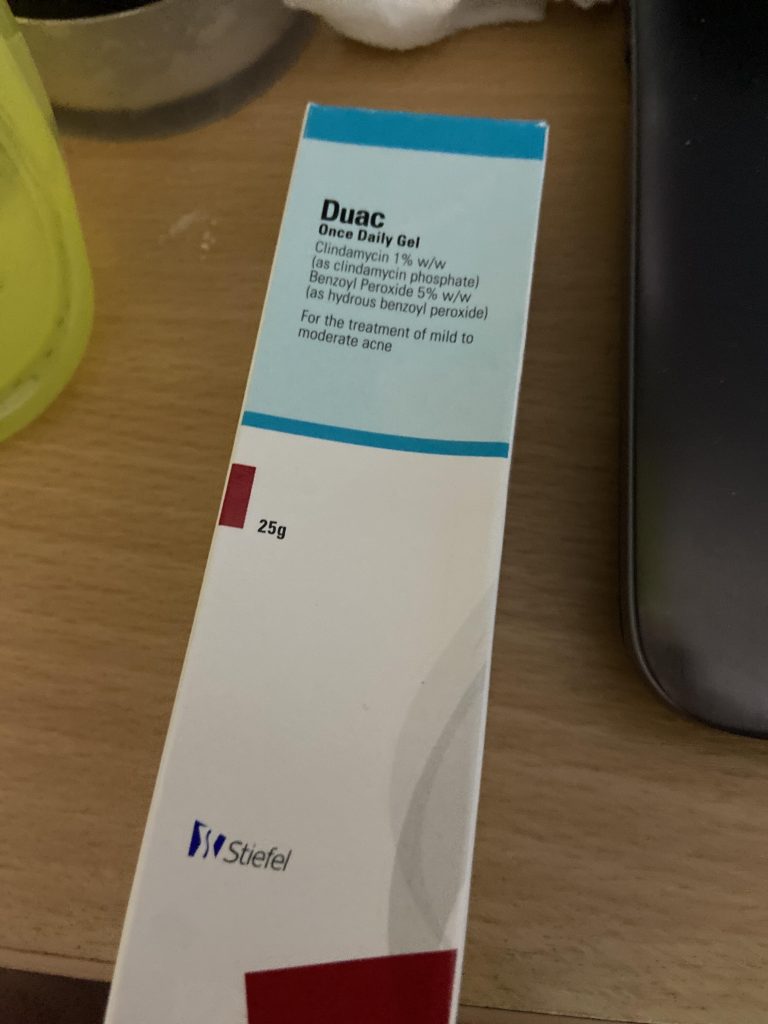 Duac
Once Daily Gel
Clindamycin 1% w/w
(as clindamycin phosphate)
Benzoyl Peroxide 5% w/w
(as hydrous benzoyl peroxide)
For the treatment of mild to
moderate acne
25g
Stiefel